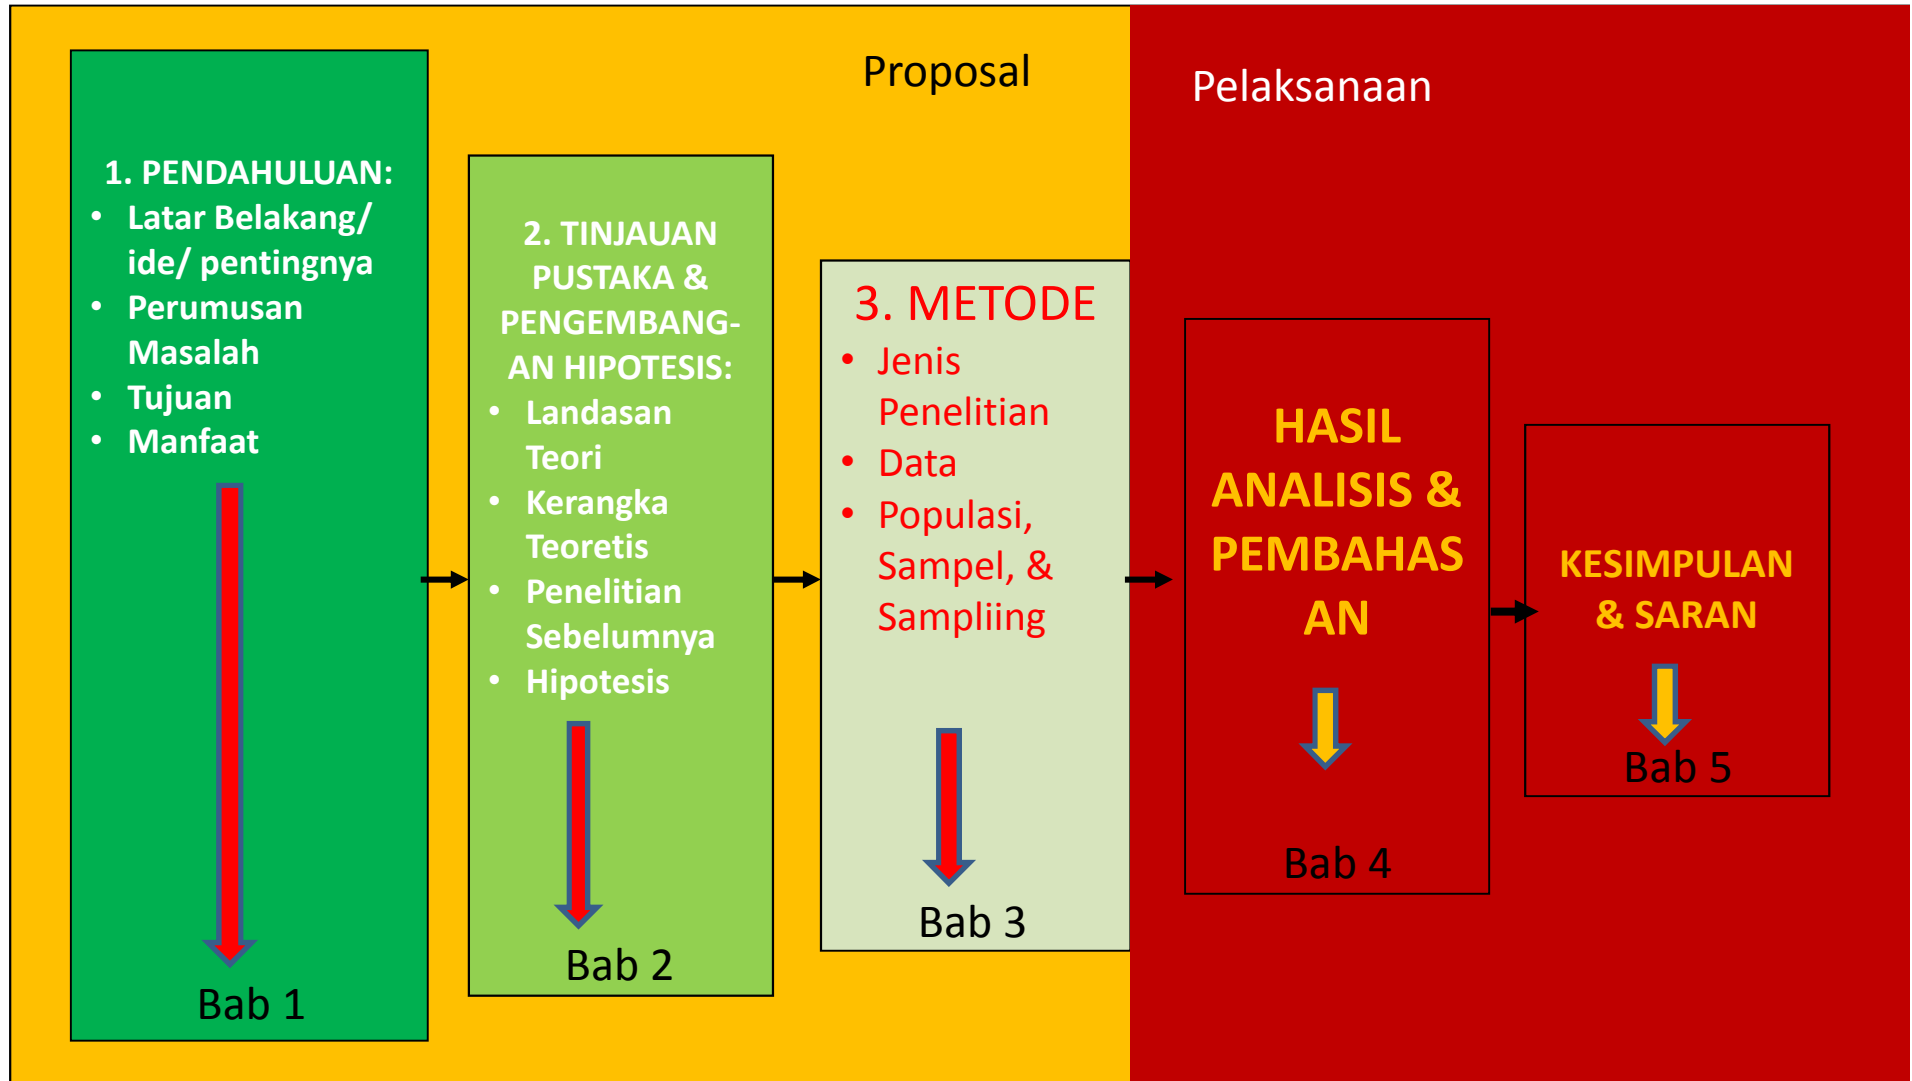 Proposal
Pelaksanaan
1. PENDAHULUAN:
• Latar Belakang/
ide/ pentingnya
• Perumusan
Masalah
• Tujuan
• Manfaat
Bab 1
2. TINJAUAN
PUSTAKA &
PENGEMBANG-
AN HIPOTESIS:
• Landasan
Teori
• Kerangka
Teoretis
• Penelitian
Sebelumnya
• Hipotesis
Bab 2
3. METODE
• Jenis
Penelitian
• Data
• Populasi,
Sampel, &
Sampliing
Bab 3
HASIL
ANALISIS &
PEMBAHAS
AN
Bab 4
KESIMPULAN
& SARAN
Bab 5